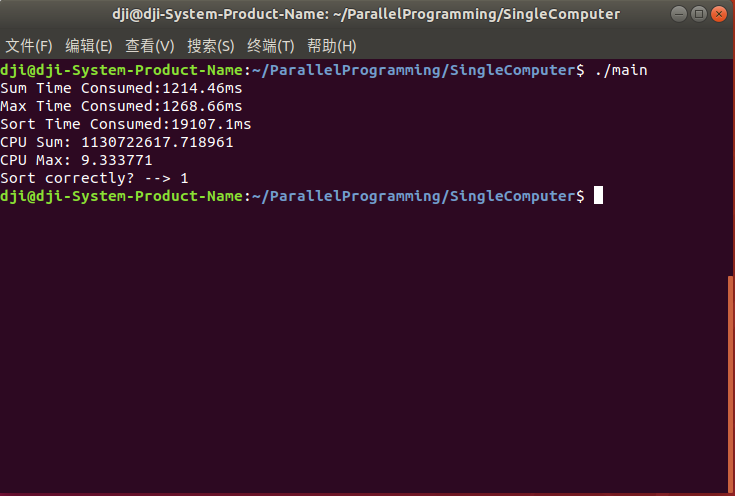 dji@dji-System-Product-Name: ~/ParallelProgramming/SingleComputer
文件(F) 编辑(E) 查看(V) 搜索(S) 终端(T) 帮助(H)
dji@dji-System-Product-Name:~/ParallelProgramming/SingleComputer$ ./main
Sum Time Consumed:1214.46ms
Max Time Consumed:1268.66ms
Sort Time Consumed:19107.1ms
CPU Sum: 1130722617.718961
CPU Max: 9.333771
Sort correctly? --> 1
dji@dji-System-Product-Name:~/ParallelProgramming/SingleComputer$